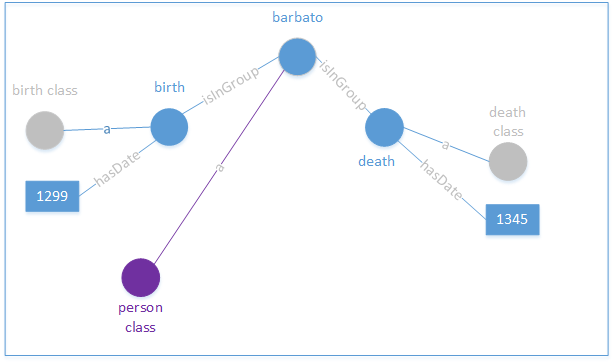 barbato
isInGroup
isInGroup
birth class
birth
a
hasDate
1299
death
death
class
a
hasDate
1345
a
person
class